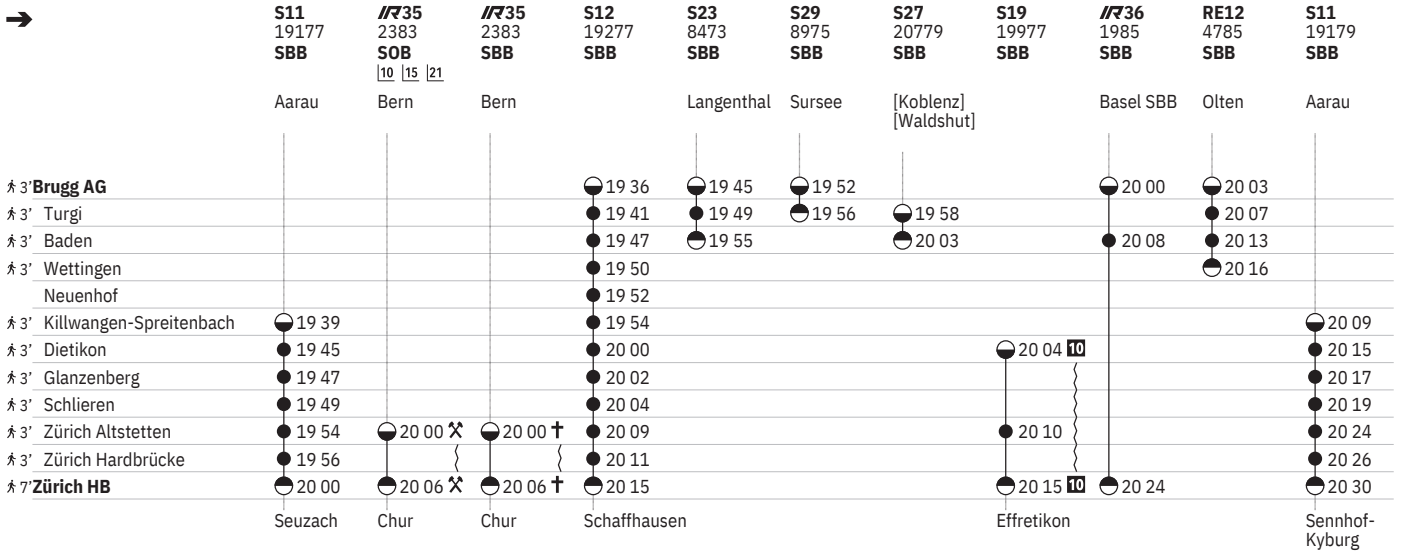 ➔ S11 IR35 IR35 S12 S23 S29 S27 S19 IR36 RE12 S11
19177 2383 2383 19277 8473 8975 20779 19977 1985 4785 19179
SBB SOB SBB SBB SBB SBB SBB SBB SBB SBB SBB
10 15 21
Aarau Bern Bern Langenthal Sursee [Koblenz] Basel SBB Olten Aarau
[Waldshut]
3' Brugg AG 19 36 19 45 19 52 20 00 20 03
3' Turgi 19 41 19 49 19 56 19 58 20 07
3' Baden 19 47 19 55 20 03 20 08 20 13
3' Wettingen 19 50 20 16
Neuenhof 19 52
3' Killwangen-Spreitenbach 19 39 19 54 20 09
3' Dietikon 19 45 20 00 20 04 10 20 15
3' Glanzenberg 19 47 20 02 20 17
3' Schlieren 19 49 20 04 20 19
3' Zürich Altstetten 19 54 20 00 20 00 † 20 09 20 10 20 24
3' Zürich Hardbrücke 19 56 20 11 20 26
7' Zürich HB 20 00 20 06 20 06 † 20 15 20 15 10 20 24 20 30
Seuzach Chur Chur Schaffhausen Effretikon Sennhof-
Kyburg